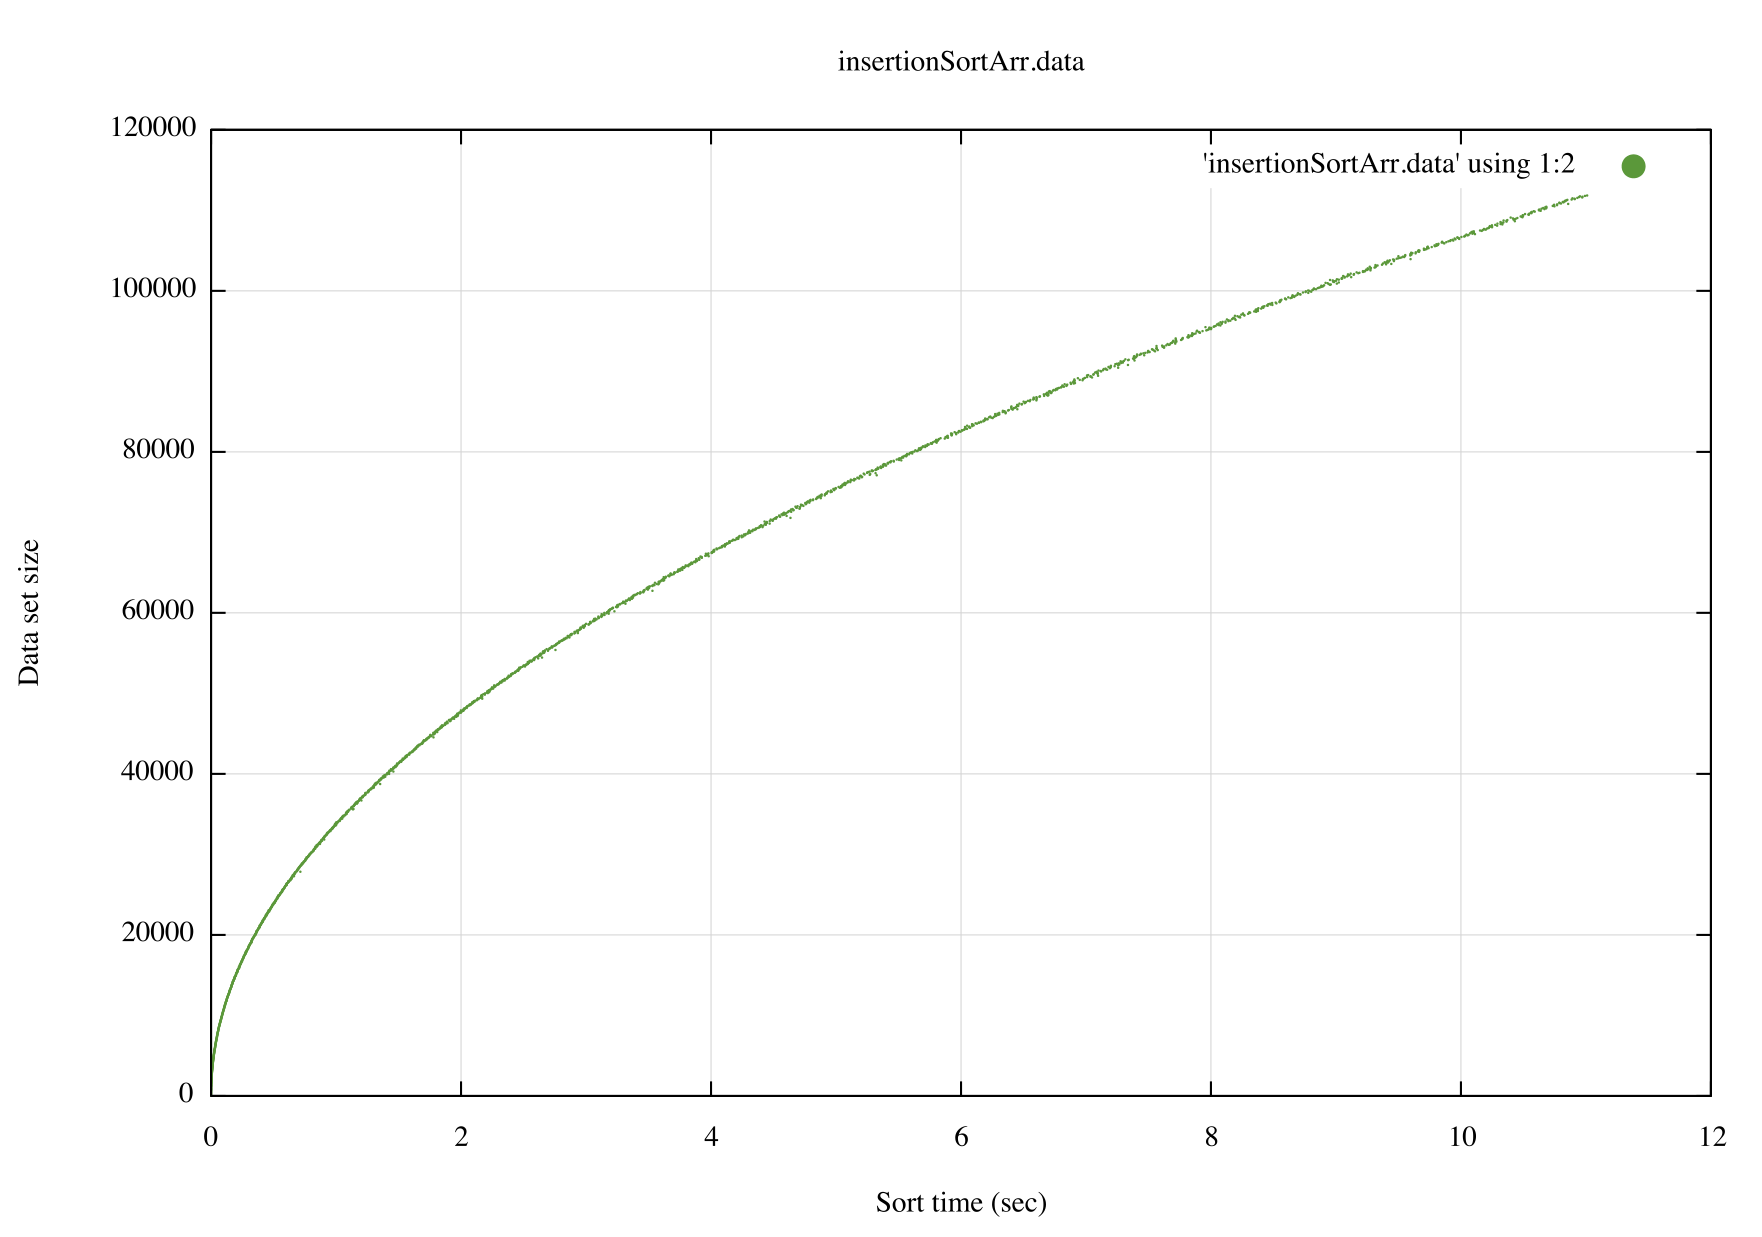 insertionSortArr.data
120000
'insertionSortArr.data' using 1:2
100000
80000
60000
40000
20000
0
Data set size
0 2 4 6 8 10 12
Sort time (sec)